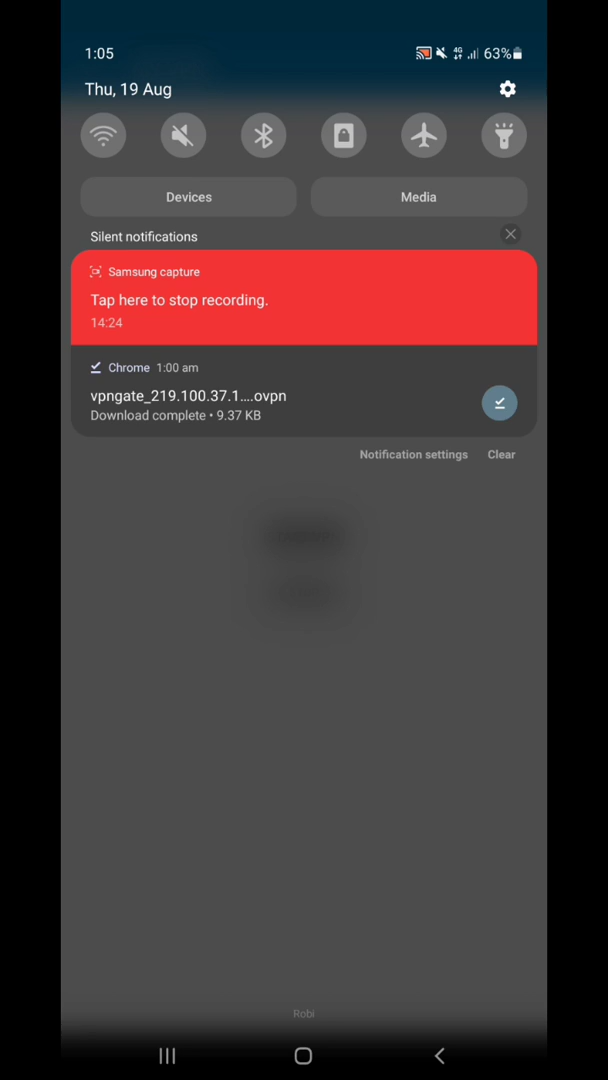 1:05
4G 63%
Thu, 19 Aug
Devices Media
Silent notifications
Samsung capture
Tap here to stop recording.
14:24
Chrome 1:00 am
vpngate_219.100.37.1....ovpn
Download complete • 9.37 KB
Notification settings Clear
Robi